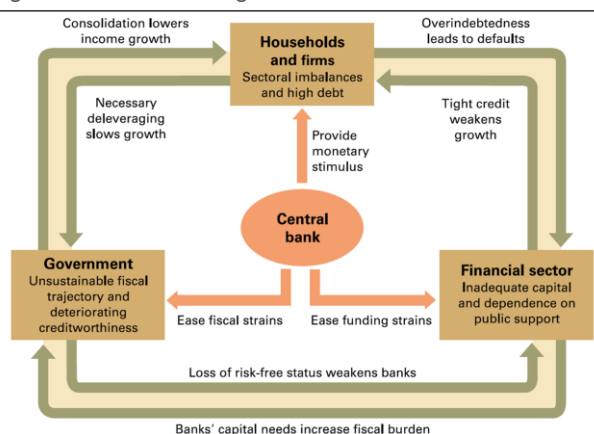 Consolidation lowers
income growth
Overindebtedness
leads to defaults
Households
and firms
Sectoral imbalances
and high debt
Necessary
deleveraging
slows growth
Tight credit
weakens
growth
Provide
monetary
stimulus
Central
bank
Government
Unsustainable fiscal
trajectory and
deteriorating
creditworthiness
Financial sector
Inadequate capital
and dependence on
public support
Ease fiscal strains
Ease funding strains
Loss of risk-free status weakens banks
Banks' capital needs increase fiscal burden